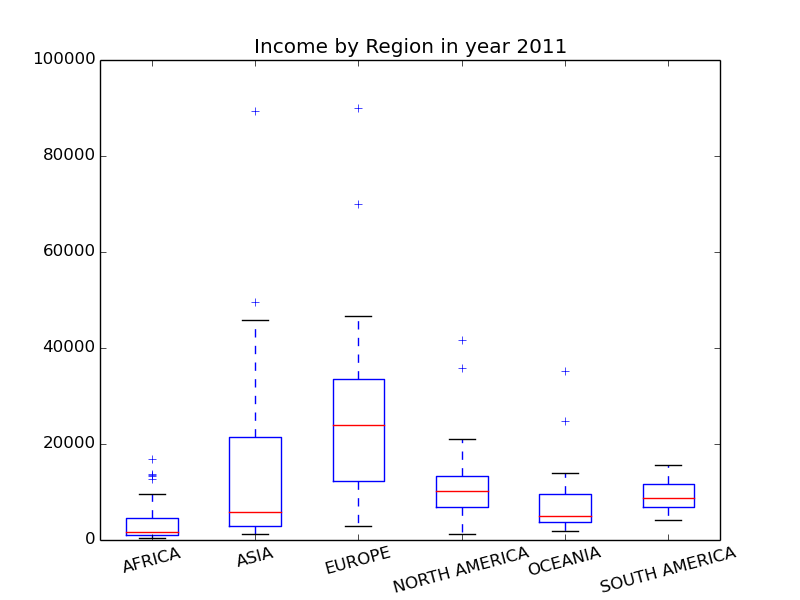 Income by Region in year 2011
100000
80000
60000
40000
20000
0
AFRICA
ASIA
EUROPE
NORTH AMERICA
OCEANIA
SOUTH AMERICA